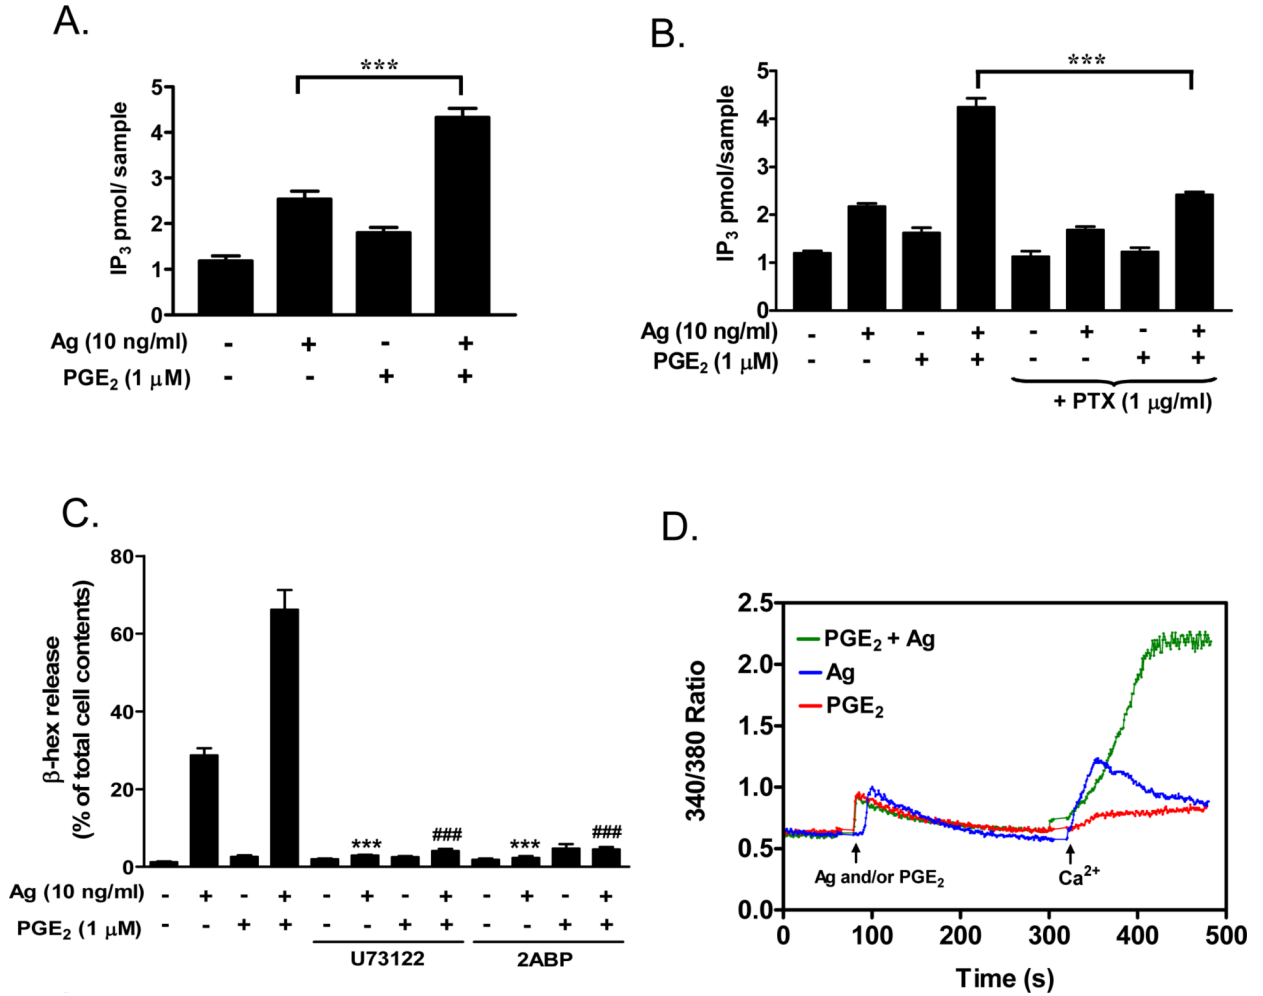 A.
***
5
4
3
2
1
0
IP3 pmol/ sample
Ag (10 ng/ml) - + - +
PGE2 (1 μM) - - + +
B.
***
5
4
3
2
1
0
IP3 pmol/sample
Ag (10 ng/ml) - + - + - + - +
PGE2 (1 μM) - - + + - - + +
+ PTX (1 μg/ml)
C.
80
60
40
20
0
β-hex release
(% of total cell contents)
*** ### *** ###
Ag (10 ng/ml) - + - + - + - + - + - +
PGE2 (1 μM) - - + + - - + + - - + +
U73122 2ABP
D.
2.5
2.0
1.5
1.0
0.5
0.0
340/380 Ratio
PGE2 + Ag
Ag
PGE2
Ag and/or PGE2
Ca2+
0 100 200 300 400 500
Time (s)